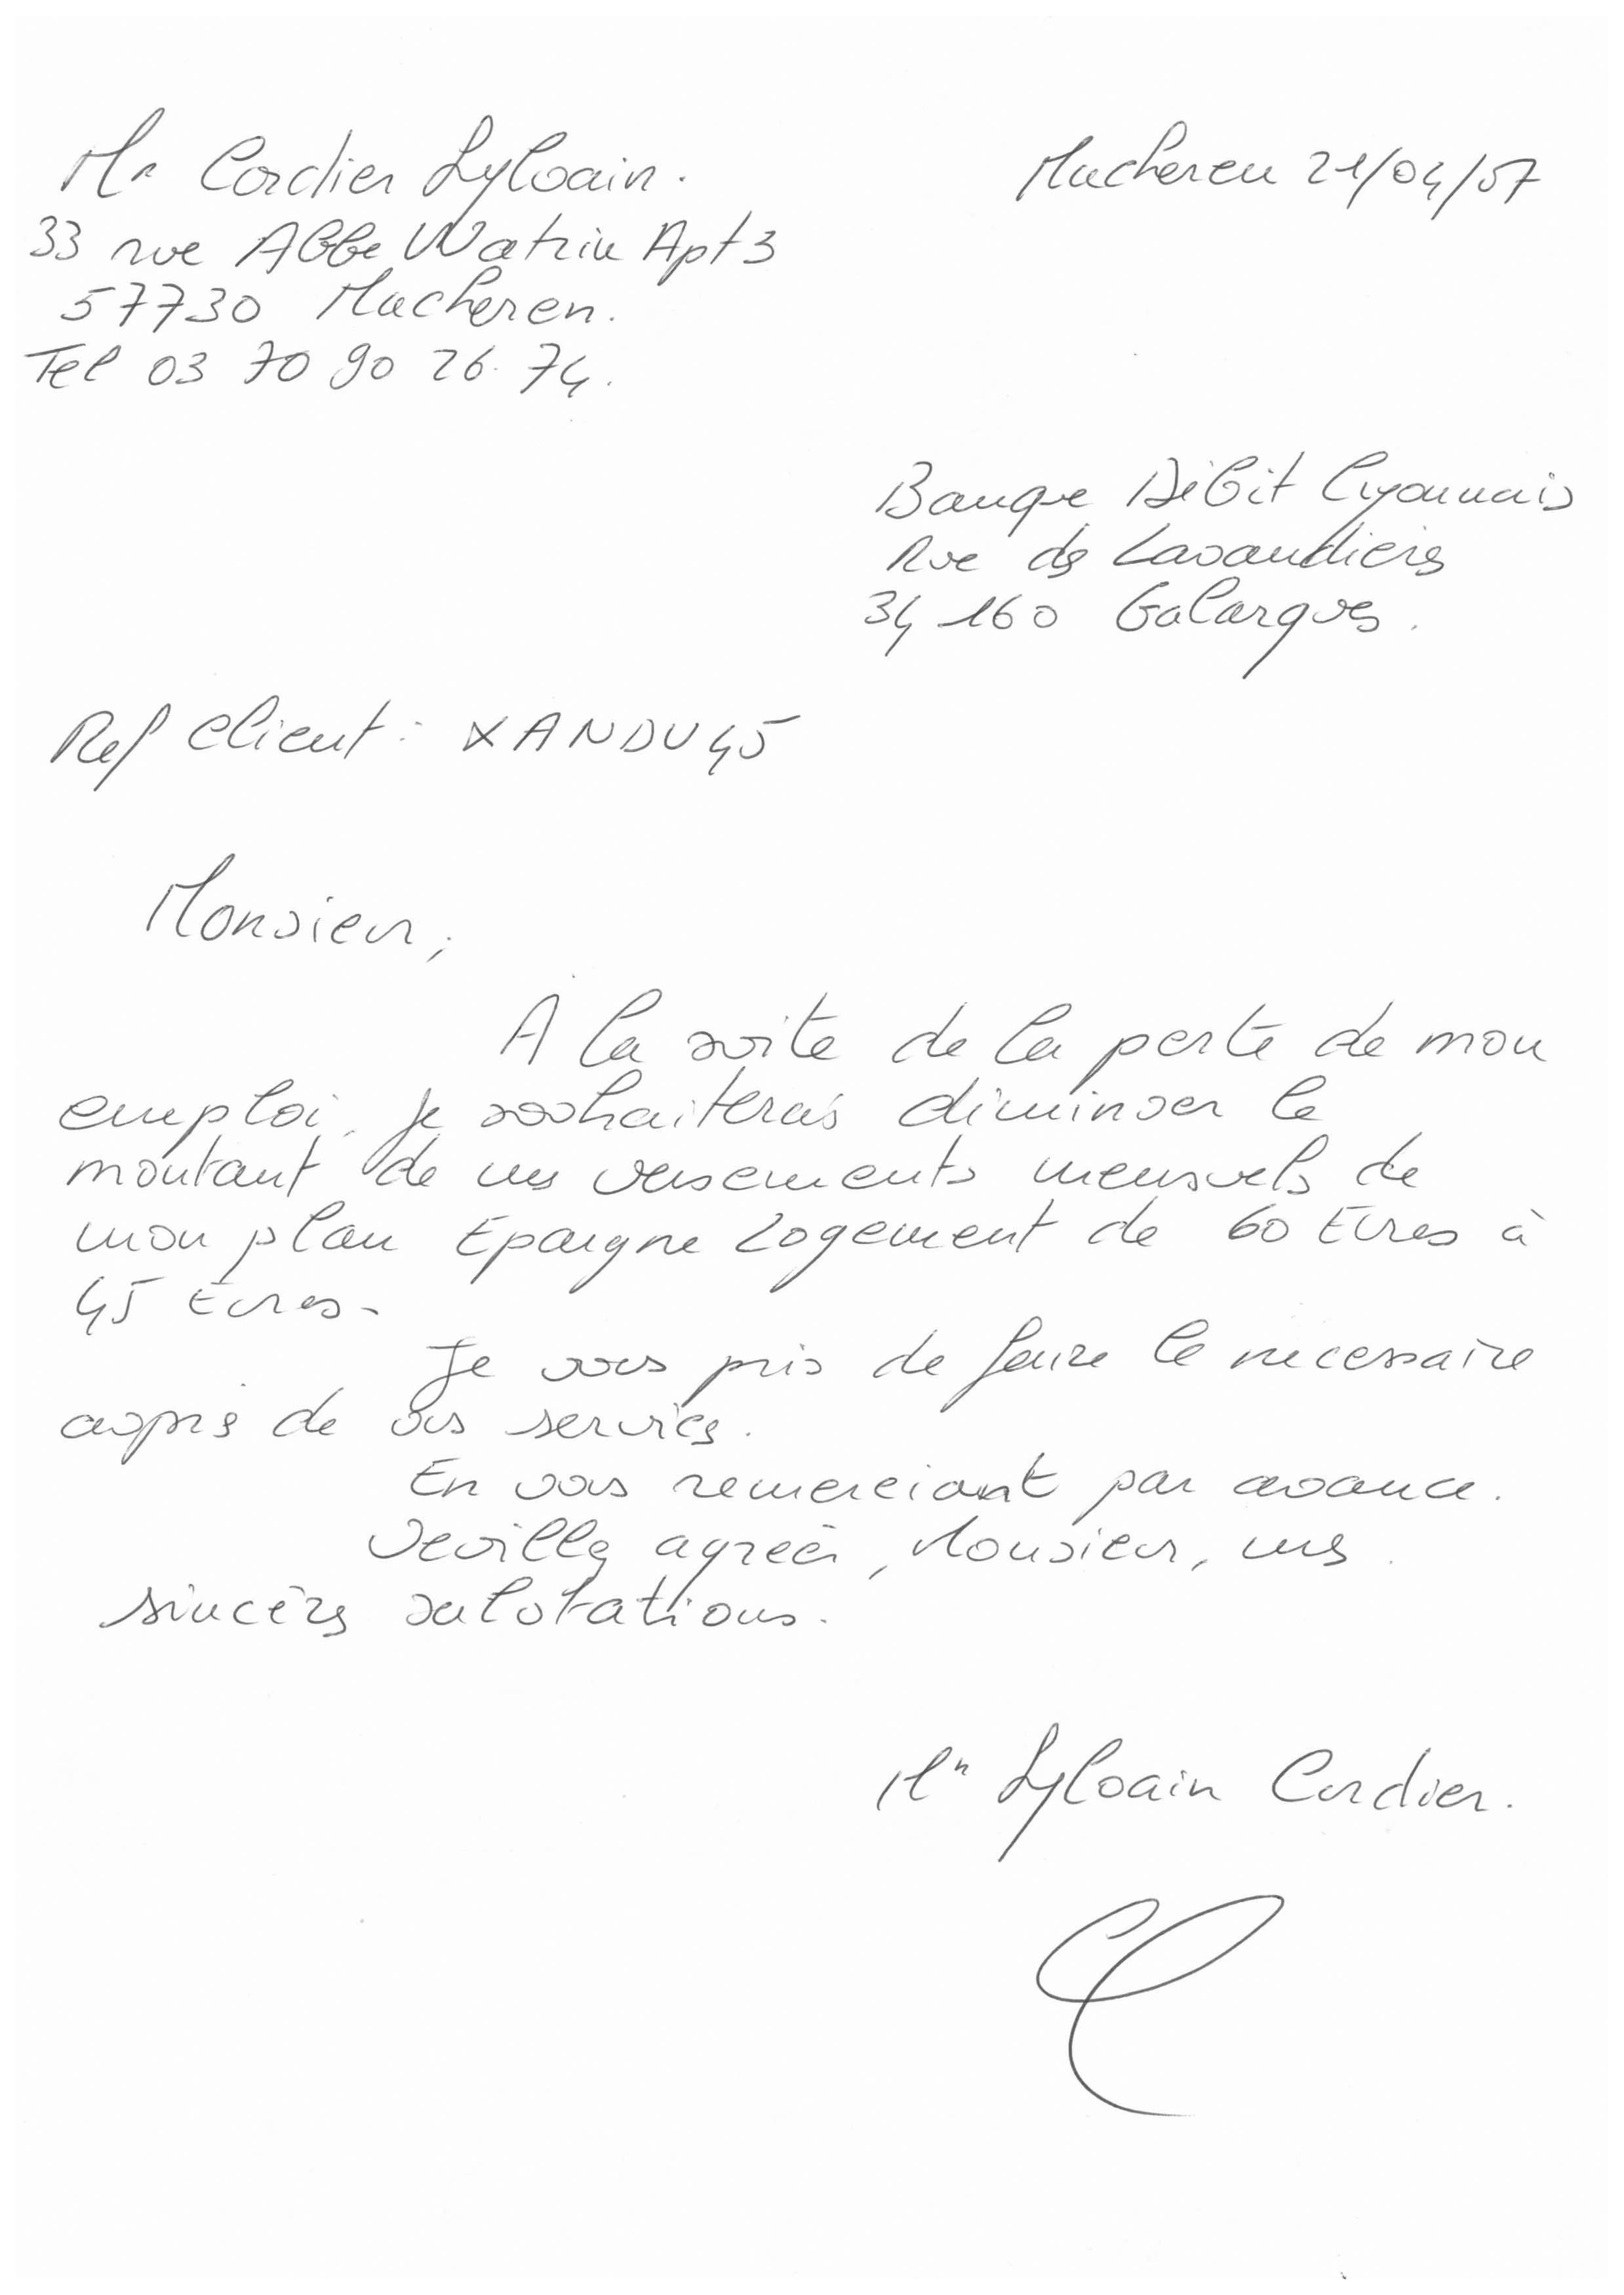 Mr Cordier Sylvain.
Macheren 21/04/07
33 rue Abbe Watrin Apt 3
57730 Macheren.
Tel 03 70 90 26 74.
Banque Débit Lyonnais
Rue des Lavandières
34 160 Galargues.
Ref client : XANDU45
Monsieur,
A la suite de la perte de mon
emploi, je souhaiterais diminuer le
montant de mes versements mensuels de
mon plan Epargne Logement de 60 Euros à
45 Euros.
Je vous pris de faire le necessaire
auprès de vos services.
En vous remerciant par avance.
Veuillez agréer, Monsieur, mes
sincères salutations.
Mr Sylvain Cordier.